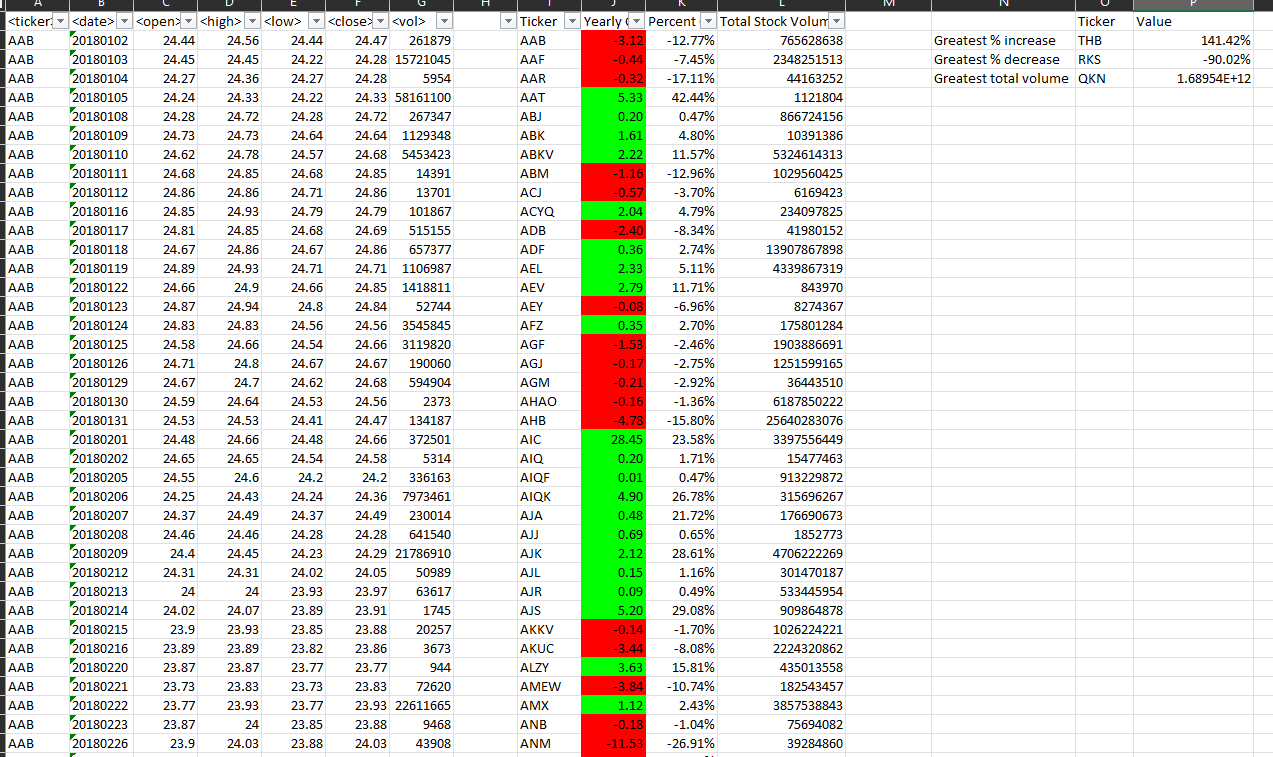 A B C D E F G H I J K L M N O P
<ticker> <date> <open> <high> <low> <close> <vol> Ticker Yearly Percent Total Stock Volum Ticker Value
AAB 20180102 24.44 24.56 24.44 24.47 261879 AAB -3.12 -12.77% 765628638 Greatest % increase THB 141.42%
AAB 20180103 24.45 24.45 24.22 24.28 15721045 AAF -0.44 -7.45% 2348251513 Greatest % decrease RKS -90.02%
AAB 20180104 24.27 24.36 24.27 24.27 5954 AAR -0.32 -17.11% 44163252 Greatest total volume QKN 1.68954E+12
AAB 20180105 24.24 24.33 24.22 24.33 58161100 AAT 5.33 42.44% 1121804
AAB 20180108 24.28 24.72 24.28 24.72 267347 ABJ 0.20 0.47% 866724156
AAB 20180109 24.73 24.73 24.64 24.64 1129348 ABK 1.61 4.80% 10391386
AAB 20180110 24.62 24.78 24.57 24.68 5453423 ABKV 2.22 11.57% 5324614313
AAB 20180111 24.68 24.85 24.68 24.85 14391 ABM -1.16 -12.96% 1029560425
AAB 20180112 24.86 24.86 24.71 24.86 13701 ACJ -0.57 -3.70% 6169423
AAB 20180116 24.85 24.93 24.79 24.79 101867 ACYQ 2.04 4.79% 234097825
AAB 20180117 24.81 24.85 24.68 24.69 515155 ADB -2.40 -8.34% 41980152
AAB 20180118 24.67 24.86 24.67 24.86 657377 ADF 0.36 2.74% 13907867898
AAB 20180119 24.89 24.93 24.71 24.71 1106987 AEL 2.33 5.11% 4339867319
AAB 20180122 24.66 24.9 24.66 24.85 1418811 AEV 2.79 11.71% 843970
AAB 20180123 24.87 24.94 24.8 24.84 52744 AEY -0.08 -6.96% 8274367
AAB 20180124 24.83 24.83 24.56 24.56 3545845 AFZ 0.35 2.70% 175801284
AAB 20180125 24.58 24.66 24.54 24.66 3119820 AGF -1.53 -2.46% 1903886691
AAB 20180126 24.71 24.8 24.67 24.67 190060 AGJ -0.17 -2.75% 1251599165
AAB 20180129 24.67 24.7 24.62 24.68 594904 AGM -0.21 -2.92% 36443510
AAB 20180130 24.59 24.64 24.53 24.56 2373 AHAO -0.16 -1.36% 6187850222
AAB 20180131 24.53 24.53 24.41 24.47 134187 AHB -4.78 -15.80% 25640283076
AAB 20180201 24.48 24.66 24.48 24.66 372501 AIC 28.45 23.58% 3397556449
AAB 20180202 24.65 24.65 24.54 24.58 5314 AIQ 0.20 1.71% 15477463
AAB 20180205 24.55 24.6 24.2 24.2 336163 AIQF 0.01 0.47% 913229872
AAB 20180206 24.25 24.43 24.24 24.36 7973461 AIQK 4.90 26.78% 315696267
AAB 20180207 24.37 24.49 24.37 24.49 230014 AJA 0.48 21.72% 176690673
AAB 20180208 24.46 24.46 24.28 24.28 641540 AJJ 0.69 0.65% 1852773
AAB 20180209 24.4 24.45 24.23 24.29 21786910 AJK 2.12 28.61% 4706222269
AAB 20180212 24.31 24.31 24.02 24.05 50989 AJL 0.15 1.16% 301470187
AAB 20180213 24 24 23.93 23.97 63617 AJR 0.09 0.49% 533445954
AAB 20180214 24.02 24.07 23.89 23.91 1745 AJS 5.20 29.08% 909864878
AAB 20180215 23.9 23.93 23.85 23.88 20257 AKKV -0.14 -1.70% 1026224221
AAB 20180216 23.89 23.89 23.82 23.86 3673 AKUC -3.44 -8.08% 2224320862
AAB 20180220 23.87 23.87 23.77 23.77 944 ALZY 3.63 15.81% 435013558
AAB 20180221 23.73 23.83 23.73 23.83 72620 AMEW -3.84 -10.74% 182543457
AAB 20180222 23.77 23.93 23.77 23.93 22611665 AMX 1.12 2.43% 3857538843
AAB 20180223 23.87 24 23.85 23.88 9468 ANB -0.18 -1.04% 75694082
AAB 20180226 23.9 24.03 23.88 24.03 43908 ANM -11.53 -26.91% 39284860